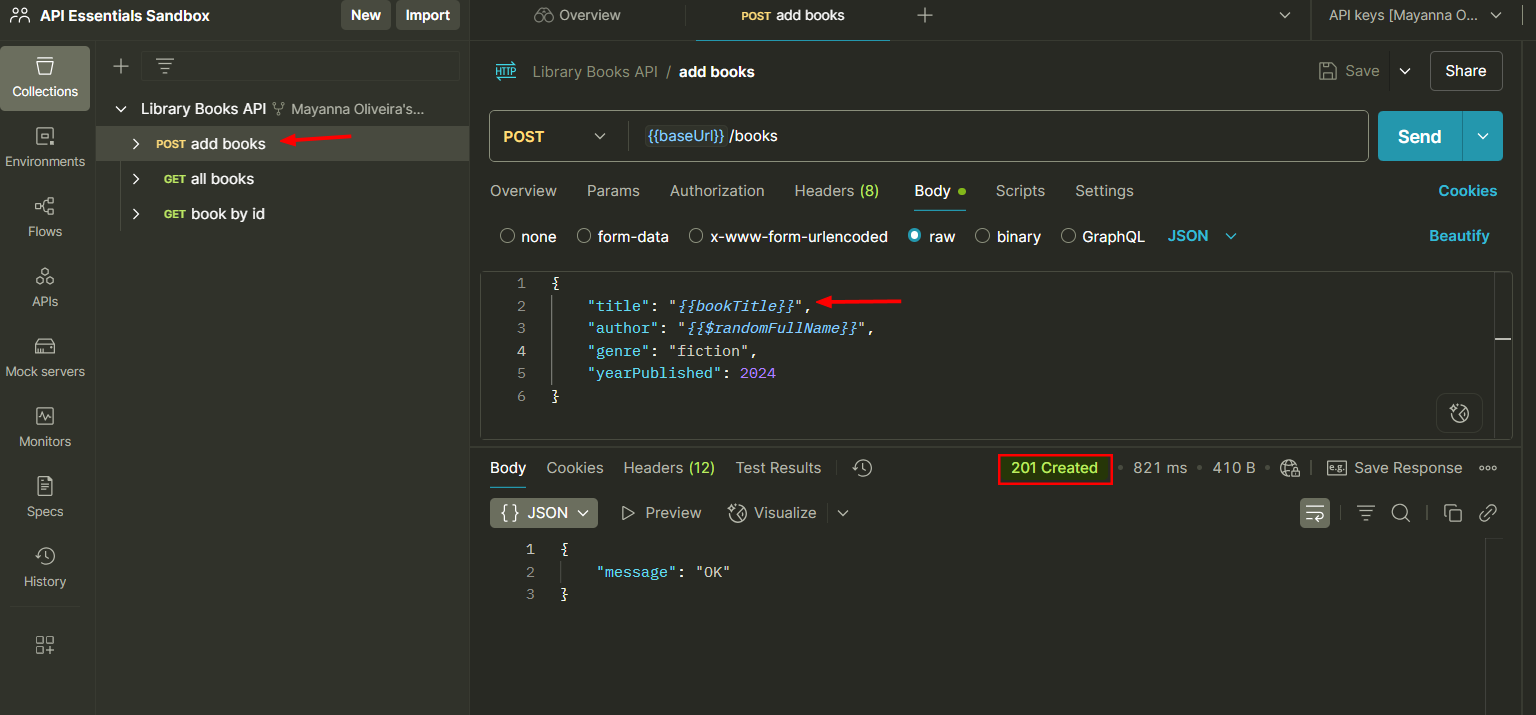 API Essentials Sandbox New Import Overview POST add books API keys [Mayanna O...
Collections
Environments
Flows
APIs
Mock servers
Monitors
Specs
History
Library Books API Mayanna Oliveira's...
POST add books
GET all books
GET book by id
HTTP Library Books API / add books Save Share
POST {{baseUrl}} /books Send
Overview Params Authorization Headers (8) Body Scripts Settings Cookies
none form-data x-www-form-urlencoded raw binary GraphQL JSON Beautify
1 {
2 "title": "{{bookTitle}}",
3 "author": "{{$randomFullName}}",
4 "genre": "fiction",
5 "yearPublished": 2024
6 }
Body Cookies Headers (12) Test Results 201 Created • 821 ms • 410 B • e.g. Save Response
{} JSON Preview Visualize
1 {
2 "message": "OK"
3 }